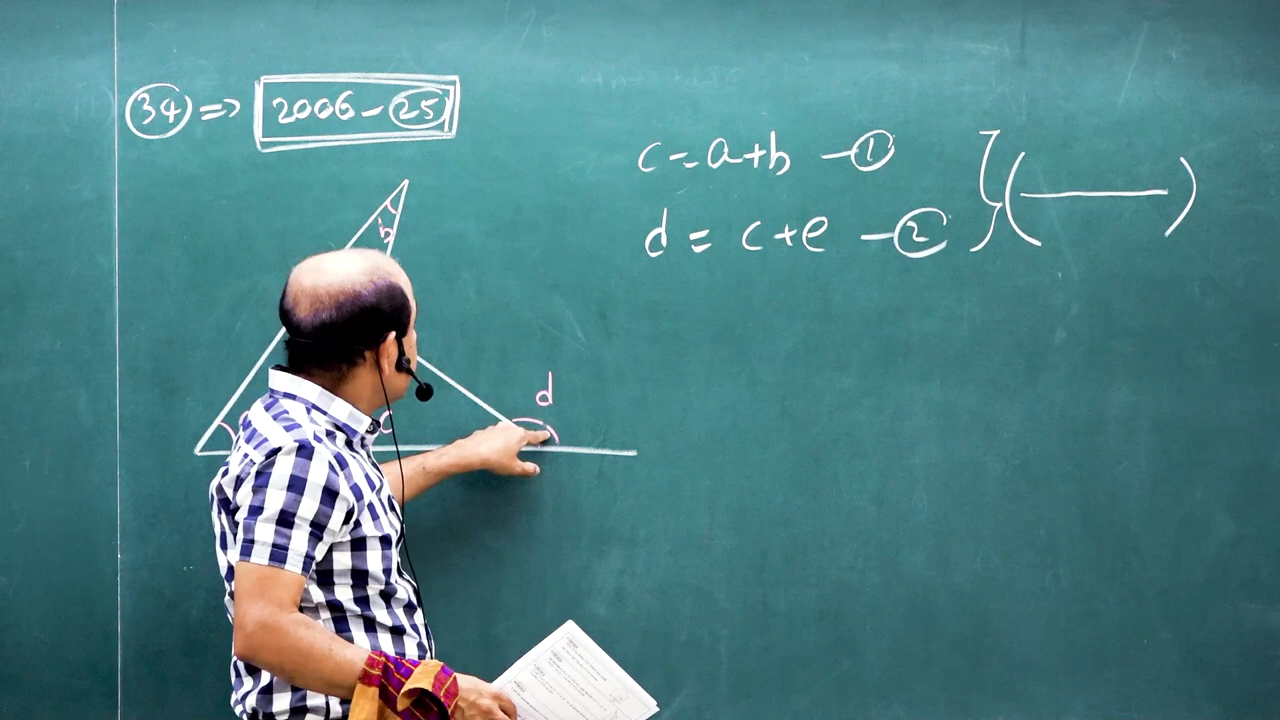 34 => 2006 - 25
c = a + b - 1
d = c + e - 2
b
d